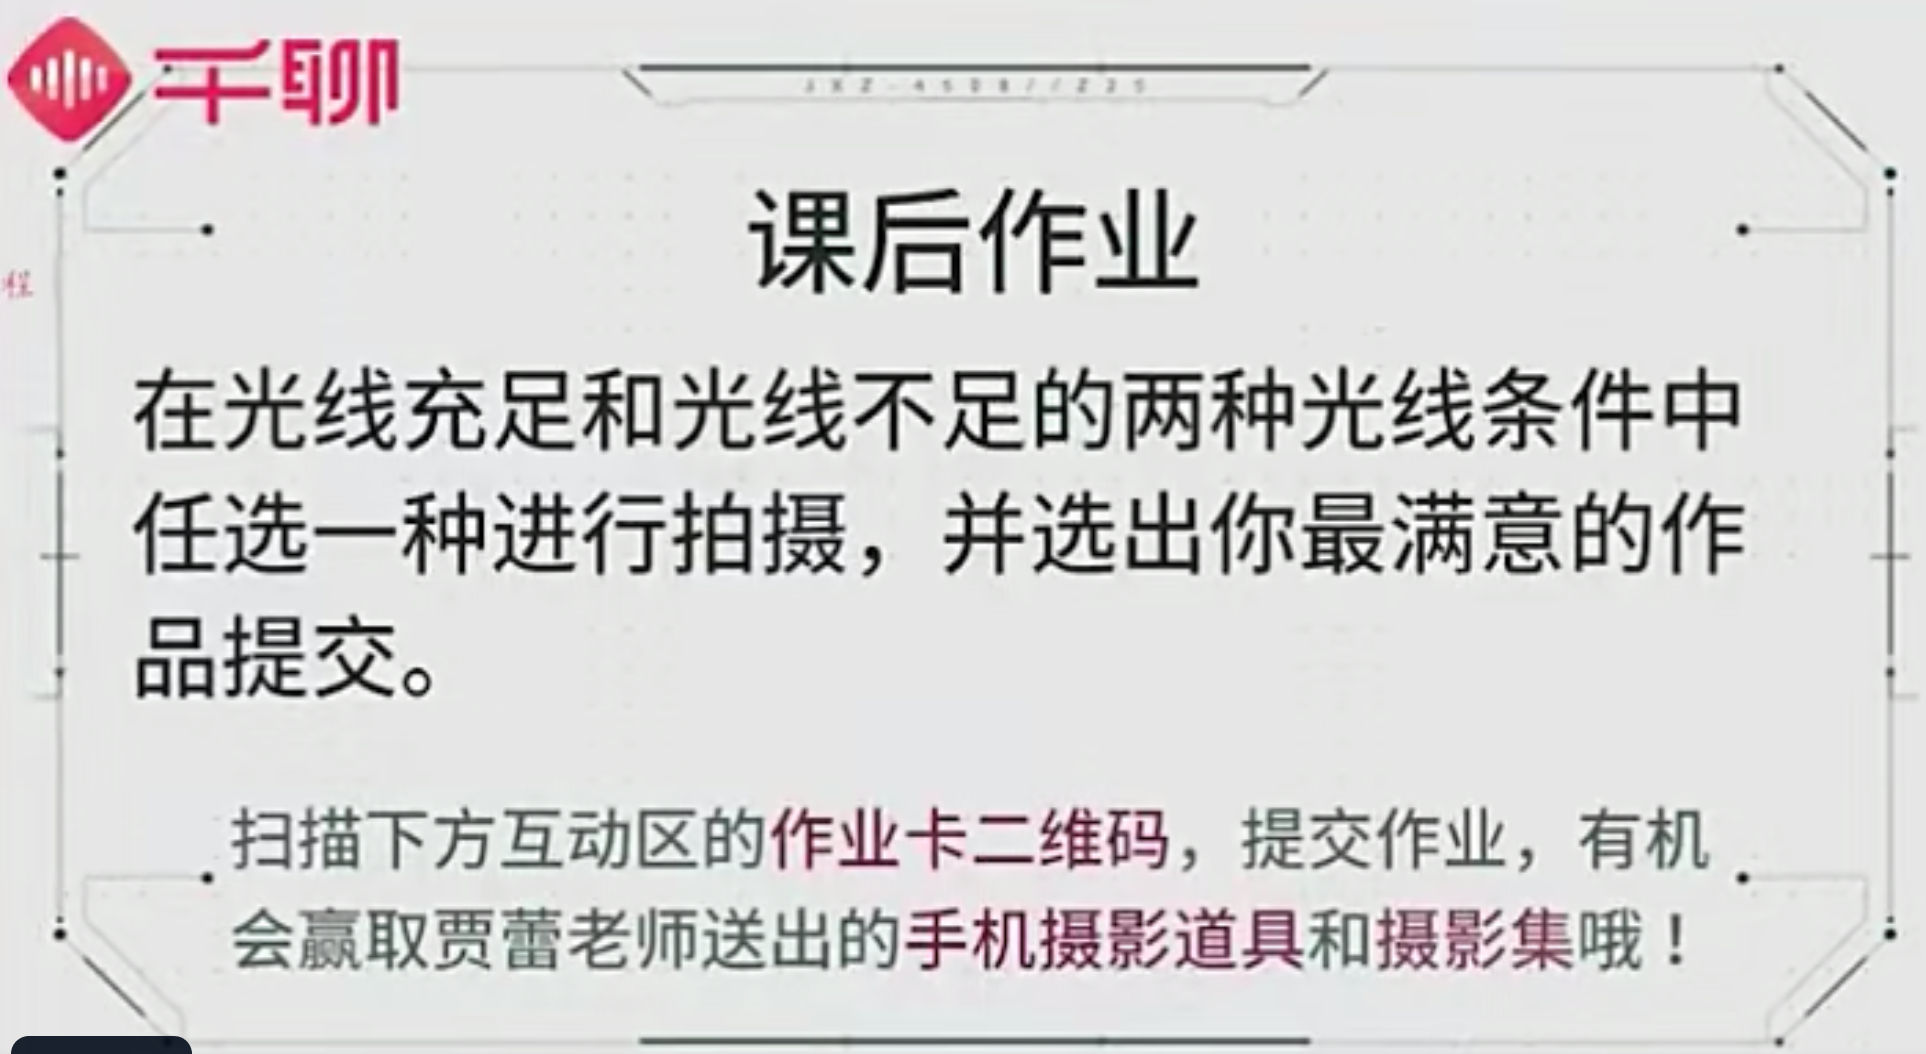 千聊
JXZ-4508//235
课后作业
程
在光线充足和光线不足的两种光线条件中
任选一种进行拍摄，并选出你最满意的作
品提交。
扫描下方互动区的作业卡二维码，提交作业，有机
会赢取贾蕾老师送出的手机摄影道具和摄影集哦！